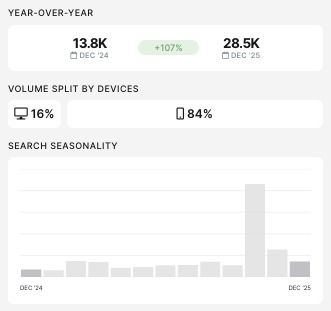 YEAR-OVER-YEAR
13.8K +107% 28.5K
DEC '24 DEC '25
VOLUME SPLIT BY DEVICES
16% 84%
SEARCH SEASONALITY
DEC '24 DEC '25